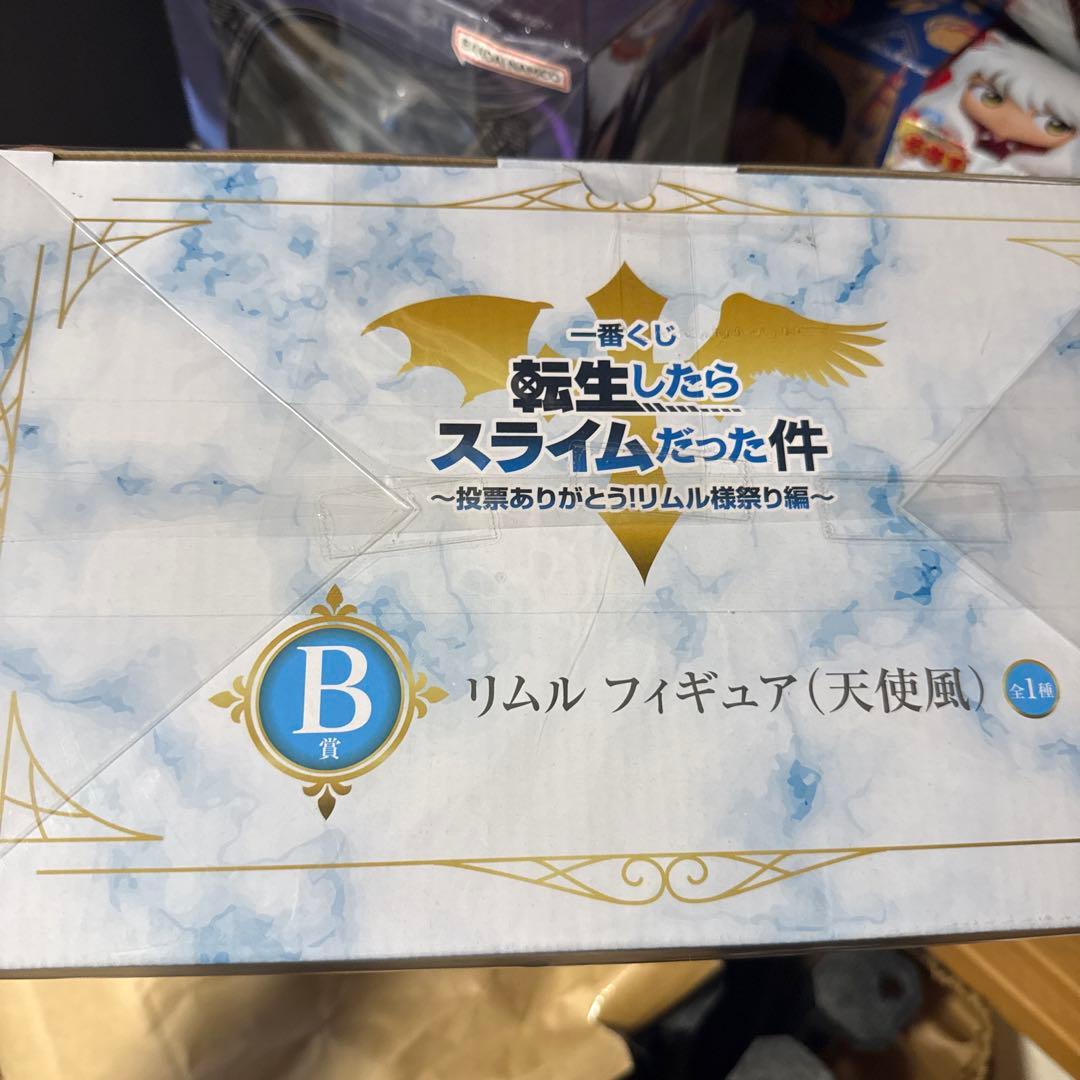 BANDAI NAMCO
一番くじ
転生したら
スライムだった件
～投票ありがとう!リムル様祭り編～
B
賞
リムル フィギュア(天使風)
全1種